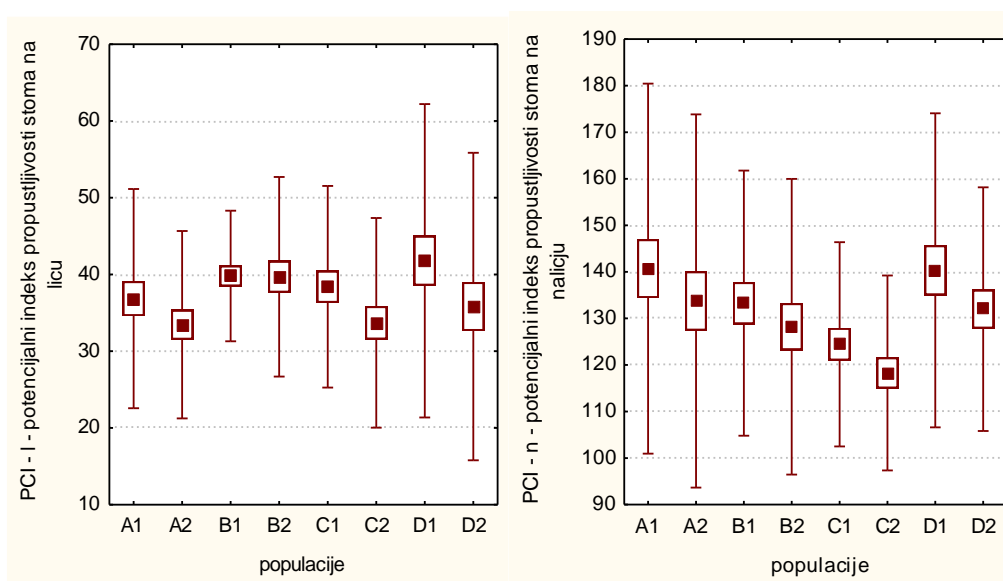 PCI - l - potencijalni indeks propustljivosti stoma na
licu
70
60
50
40
30
20
10
A1 A2 B1 B2 C1 C2 D1 D2
populacije
PCI - n - potencijalni indeks propustljivosti stoma na
nalicju
190
180
170
160
150
140
130
120
110
100
90
A1 A2 B1 B2 C1 C2 D1 D2
populacije